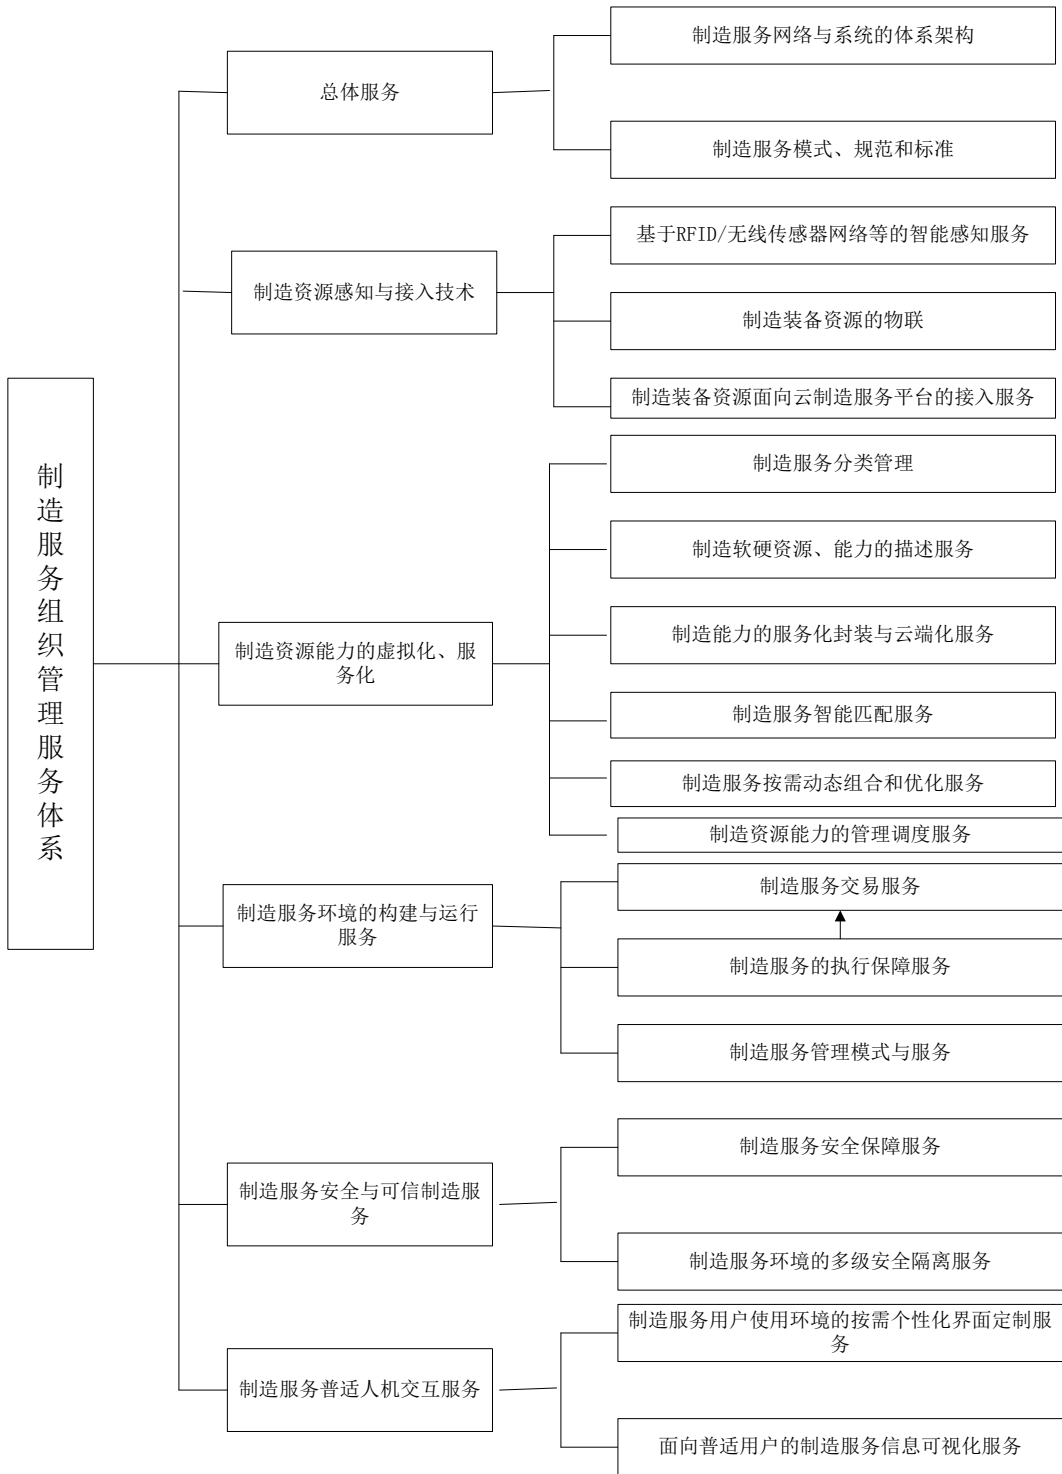 制造服务组织管理服务体系
总体服务
制造服务网络与系统的体系架构
制造服务模式、规范和标准
制造资源感知与接入技术
基于RFID/无线传感器网络等的智能感知服务
制造装备资源的物联
制造装备资源面向云制造服务平台的接入服务
制造资源能力的虚拟化、服
务化
制造服务分类管理
制造软硬资源、能力的描述服务
制造能力的服务化封装与云端化服务
制造服务智能匹配服务
制造服务按需动态组合和优化服务
制造资源能力的管理调度服务
制造服务环境的构建与运行
服务
制造服务交易服务
制造服务的执行保障服务
制造服务管理模式与服务
制造服务安全与可信制造服
务
制造服务安全保障服务
制造服务环境的多级安全隔离服务
制造服务普适人机交互服务
制造服务用户使用环境的按需个性化界面定制服
务
面向普适用户的制造服务信息可视化服务